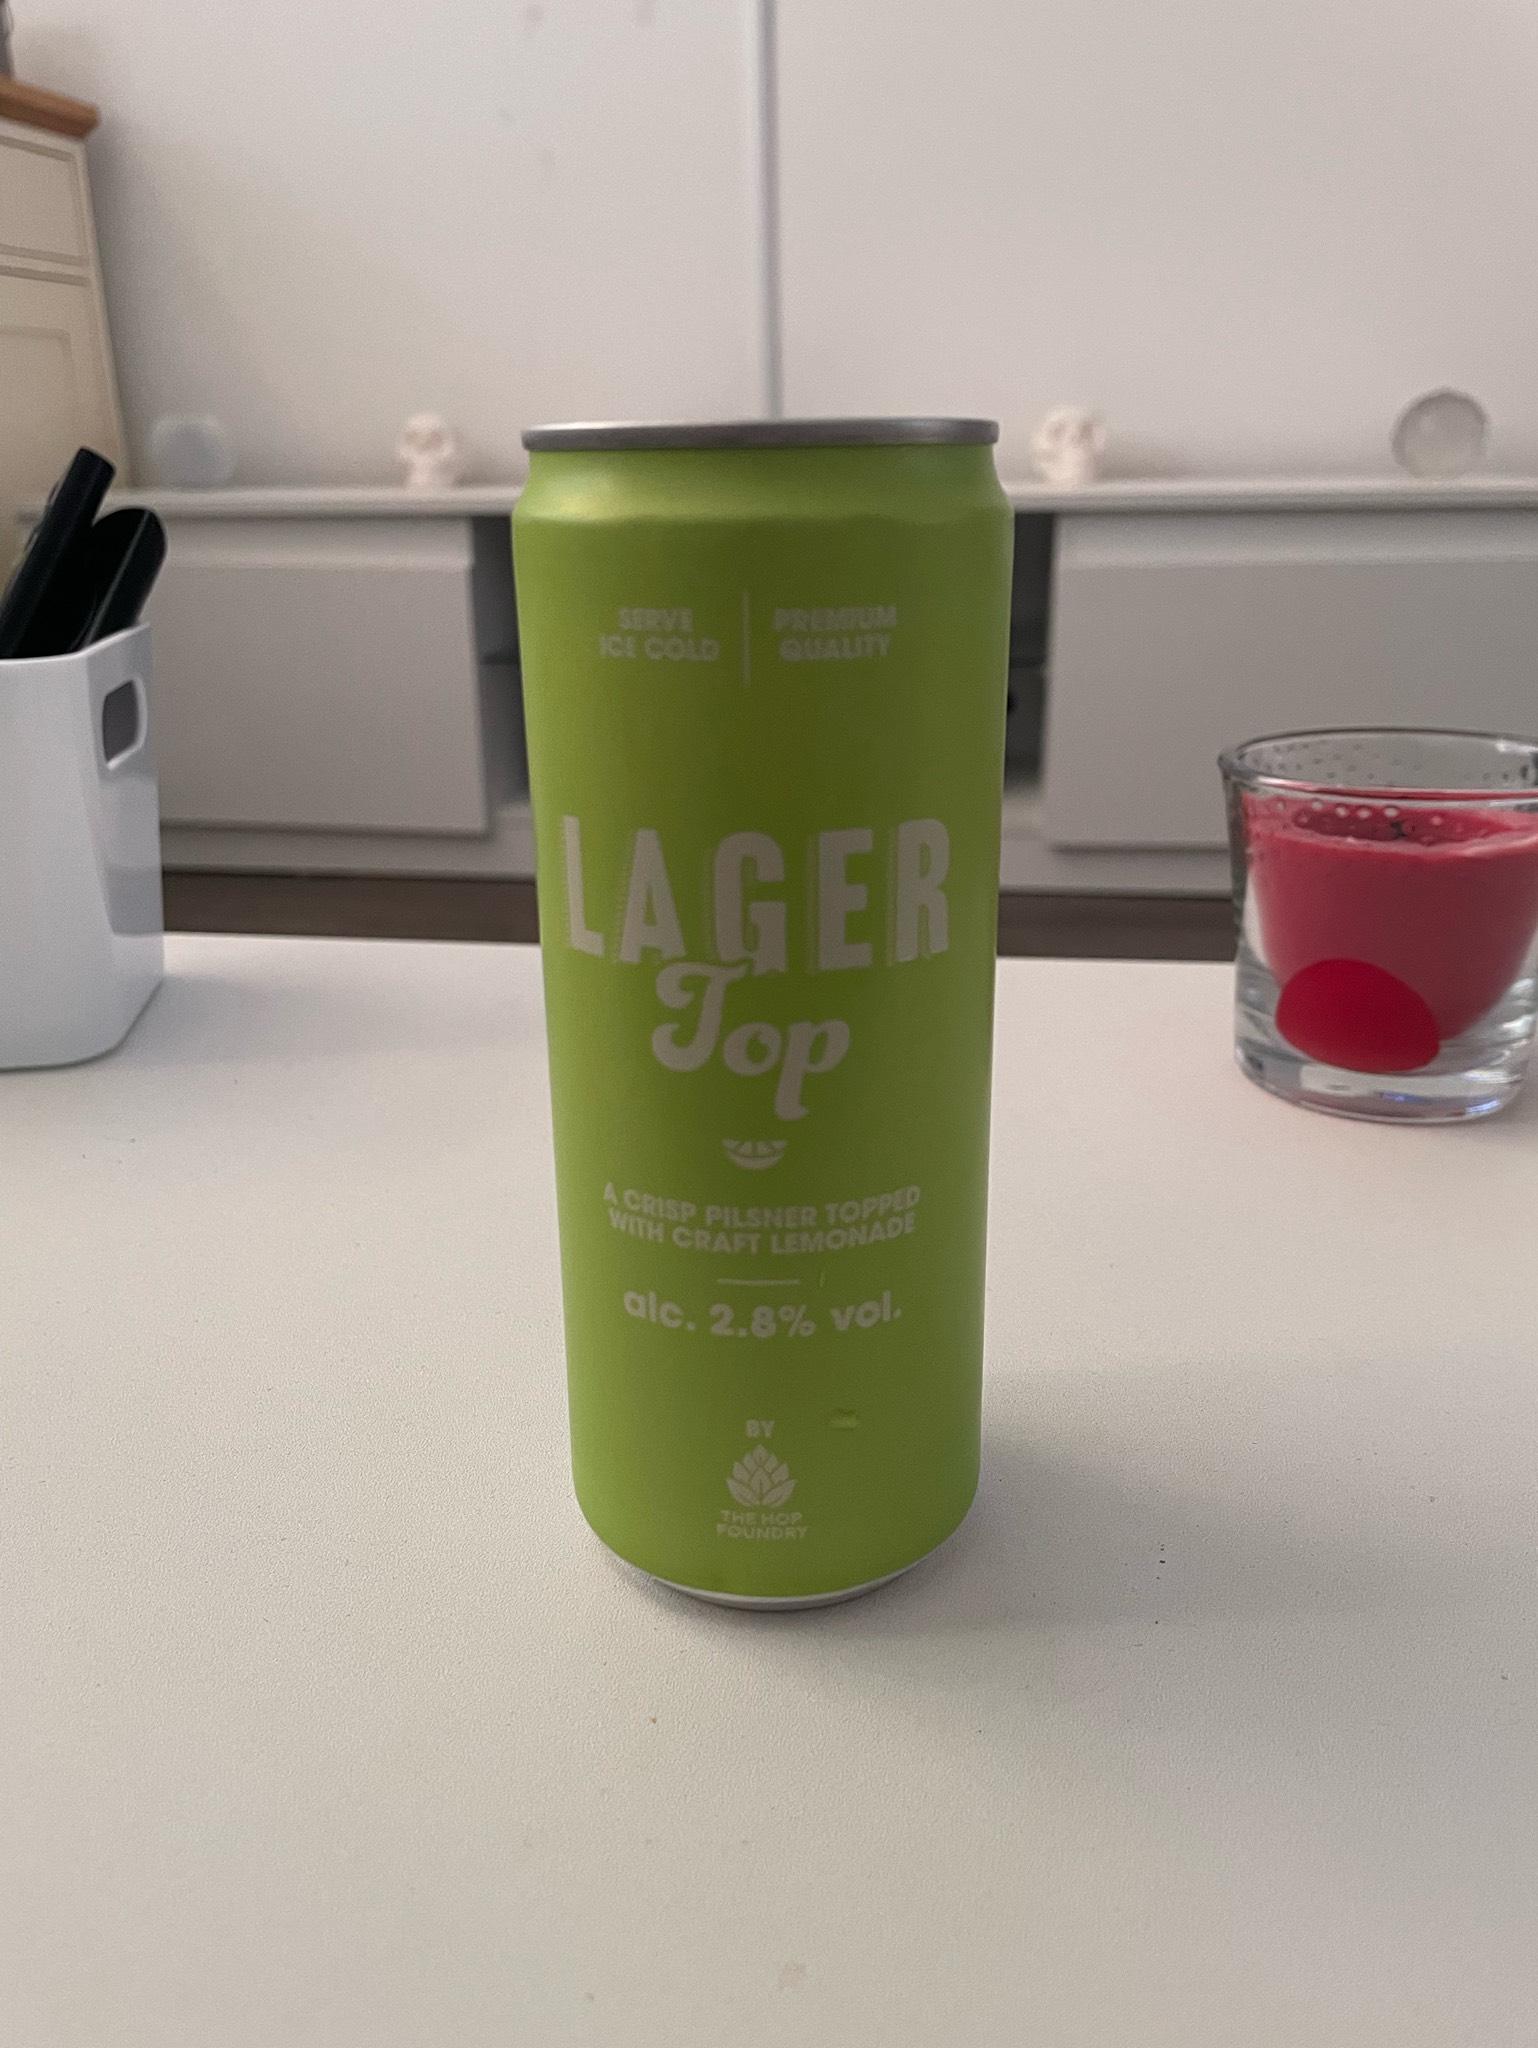 SERVE
ICE COLD
PREMIUM
QUALITY
LAGER
Top
A CRISP PILSNER TOPPED
WITH CRAFT LEMONADE
alc. 2.8% vol.
BY
THE HOP
FOUNDRY